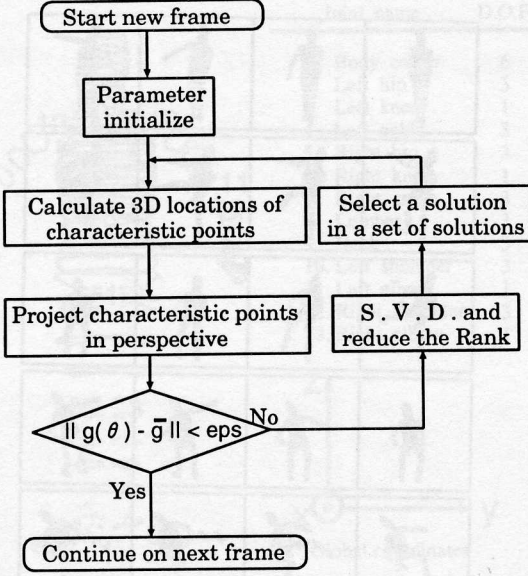 Start new frame
Parameter
initialize
Calculate 3D locations of
characteristic points
Select a solution
in a set of solutions
Project characteristic points
in perspective
S . V . D . and
reduce the Rank
|| g( θ ) - g̅ || < eps
No
Yes
Continue on next frame